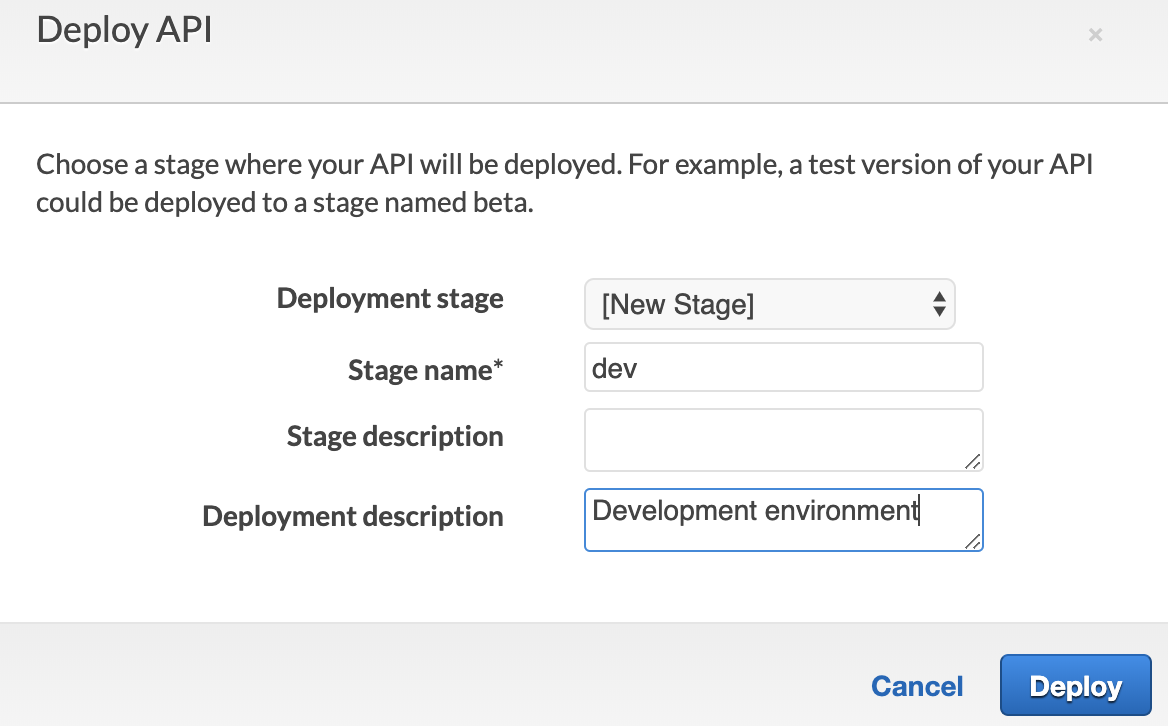 Deploy API
×
Choose a stage where your API will be deployed. For example, a test version of your API
could be deployed to a stage named beta.
Deployment stage [New Stage]
Stage name* dev
Stage description
Deployment description Development environment
Cancel Deploy